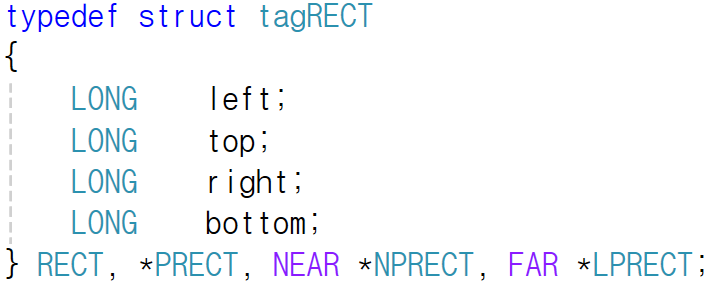 typedef struct tagRECT
{
    LONG    left;
    LONG    top;
    LONG    right;
    LONG    bottom;
} RECT, *PRECT, NEAR *NPRECT, FAR *LPRECT;